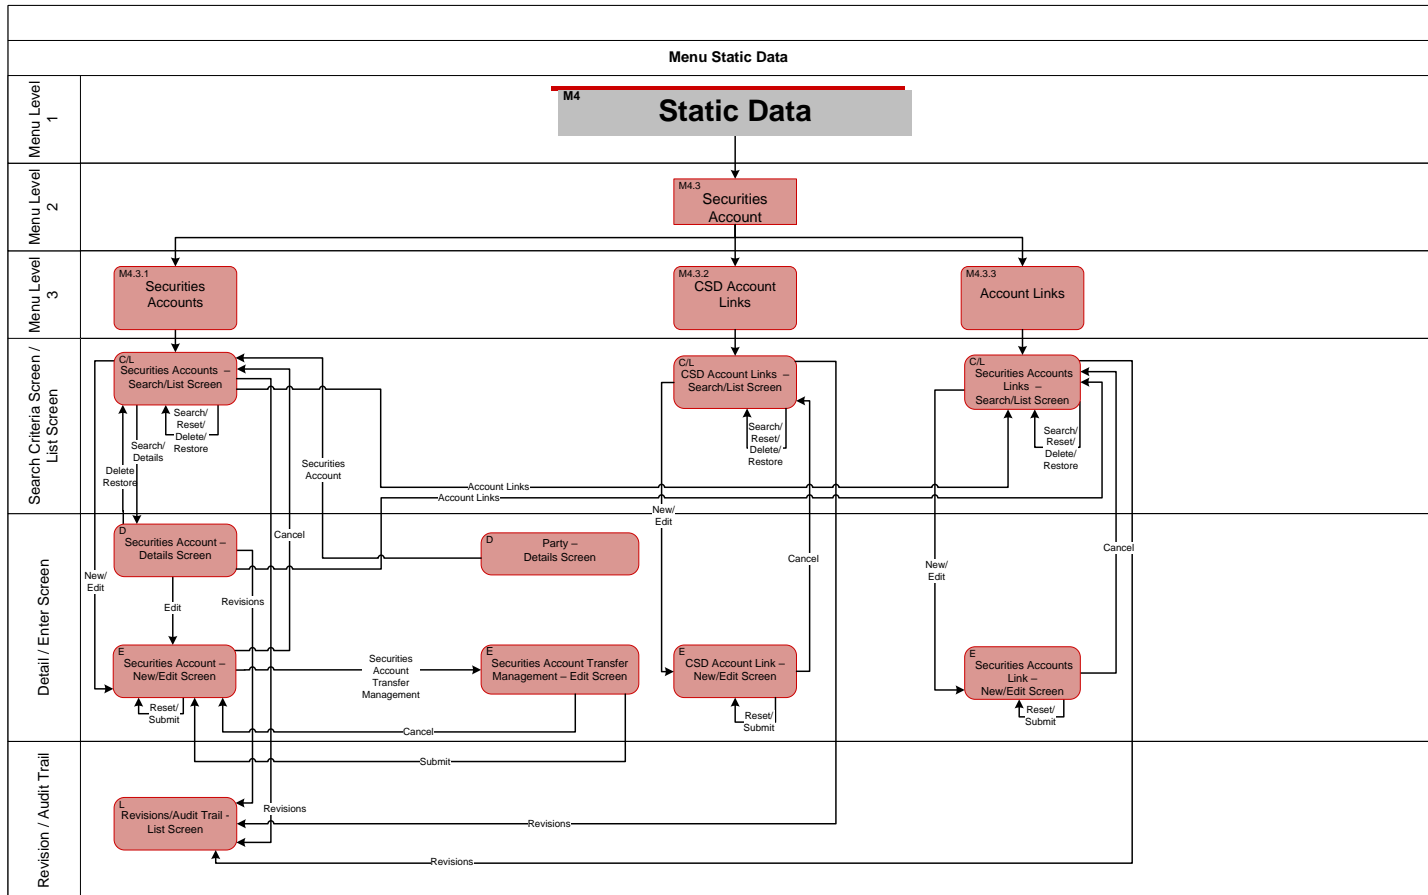 Menu Static Data
Menu Level
1
M4
Static Data
Menu Level
2
M4.3
Securities
Account
Menu Level
3
M4.3.1
Securities
Accounts
M4.3.2
CSD Account
Links
M4.3.3
Account Links
Search Criteria Screen /
List Screen
C/L
Securities Accounts –
Search/List Screen
C/L
CSD Account Links –
Search/List Screen
C/L
Securities Accounts
Links –
Search/List Screen
Search/
Reset/
Delete/
Restore
Search/
Details
Delete
Restore
Securities
Account
Search/
Reset/
Delete/
Restore
Search/
Reset/
Delete/
Restore
Account Links
Account Links
New/
Edit
Cancel
Cancel
Cancel
Detail / Enter Screen
D
Securities Account –
Details Screen
D
Party –
Details Screen
New/
Edit
New/
Edit
Edit
Revisions
E
Securities Account –
New/Edit Screen
Securities
Account
Transfer
Management
E
Securities Account Transfer
Management – Edit Screen
E
CSD Account Link –
New/Edit Screen
E
Securities Accounts
Link –
New/Edit Screen
Reset/
Submit
Reset/
Submit
Reset/
Submit
Cancel
Submit
Revision / Audit Trail
L
Revisions/Audit Trail -
List Screen
Revisions
Revisions
Revisions